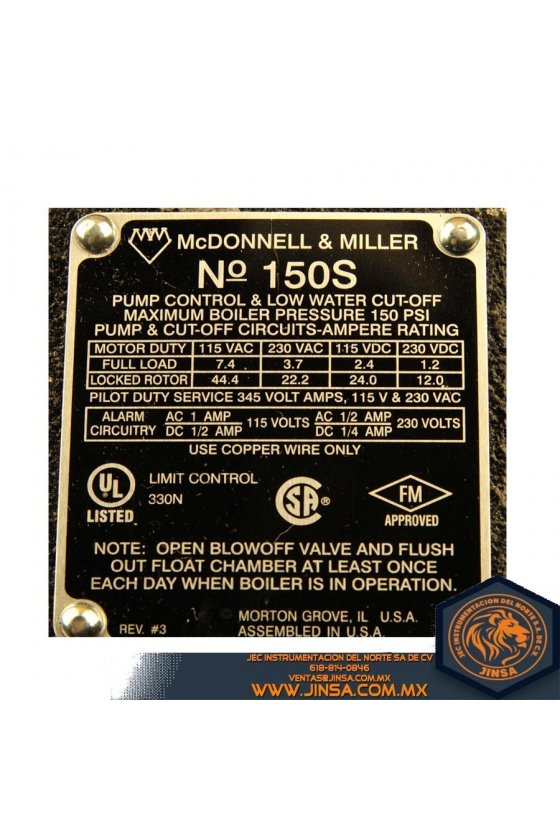 M&M McDONNELL & MILLER
Nº 150S
PUMP CONTROL & LOW WATER CUT-OFF
MAXIMUM BOILER PRESSURE 150 PSI
PUMP & CUT-OFF CIRCUITS-AMPERE RATING
MOTOR DUTY 115 VAC 230 VAC 115 VDC 230 VDC
FULL LOAD 7.4 3.7 2.4 1.2
LOCKED ROTOR 44.4 22.2 24.0 12.0
PILOT DUTY SERVICE 345 VOLT AMPS, 115 V & 230 VAC
ALARM CIRCUITRY AC 1 AMP DC 1/2 AMP 115 VOLTS AC 1/2 AMP DC 1/4 AMP 230 VOLTS
USE COPPER WIRE ONLY
UL ® LISTED
LIMIT CONTROL
330N
SA ®
FM APPROVED
NOTE: OPEN BLOWOFF VALVE AND FLUSH
OUT FLOAT CHAMBER AT LEAST ONCE
EACH DAY WHEN BOILER IS IN OPERATION.
REV. #3
© MORTON GROVE, IL U.S.A.
ASSEMBLED IN U.S.A.
JEC INSTRUMENTACION DEL NORTE SA DE CV
618-814-0846
VENTAS@JINSA.COM.MX
WWW.JINSA.COM.MX
JEC INSTRUMENTACION DEL NORTE S.A. DE C.V.
JINSA